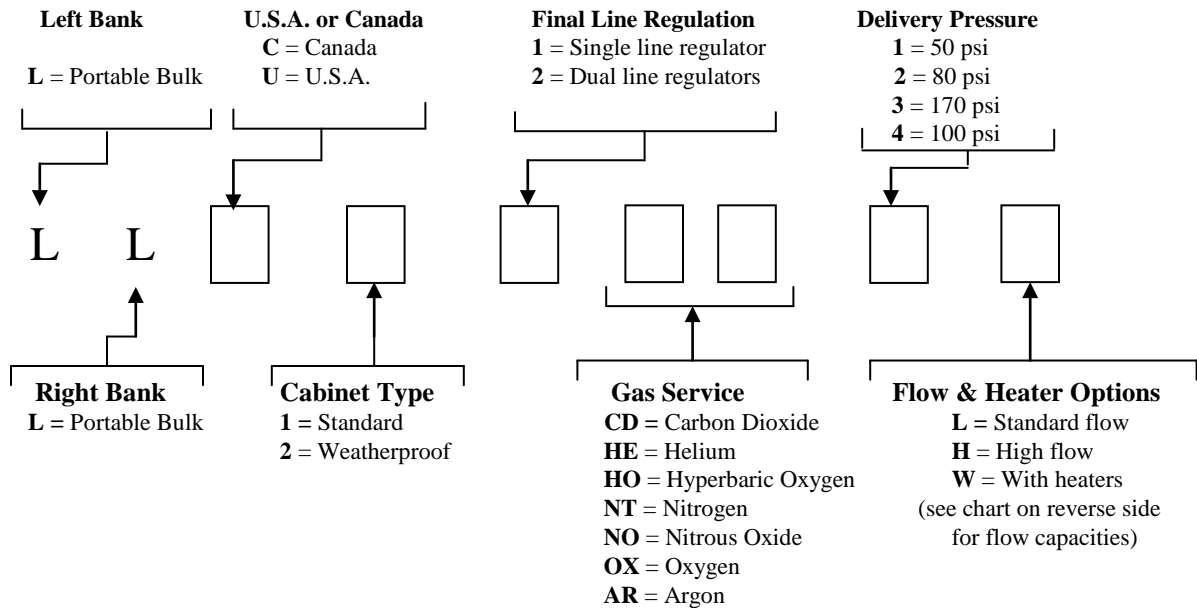 Left Bank
L = Portable Bulk
U.S.A. or Canada
C = Canada
U = U.S.A.
Final Line Regulation
1 = Single line regulator
2 = Dual line regulators
Delivery Pressure
1 = 50 psi
2 = 80 psi
3 = 170 psi
4 = 100 psi
L L
Right Bank
L = Portable Bulk
Cabinet Type
1 = Standard
2 = Weatherproof
Gas Service
CD = Carbon Dioxide
HE = Helium
HO = Hyperbaric Oxygen
NT = Nitrogen
NO = Nitrous Oxide
OX = Oxygen
AR = Argon
Flow & Heater Options
L = Standard flow
H = High flow
W = With heaters
(see chart on reverse side
for flow capacities)